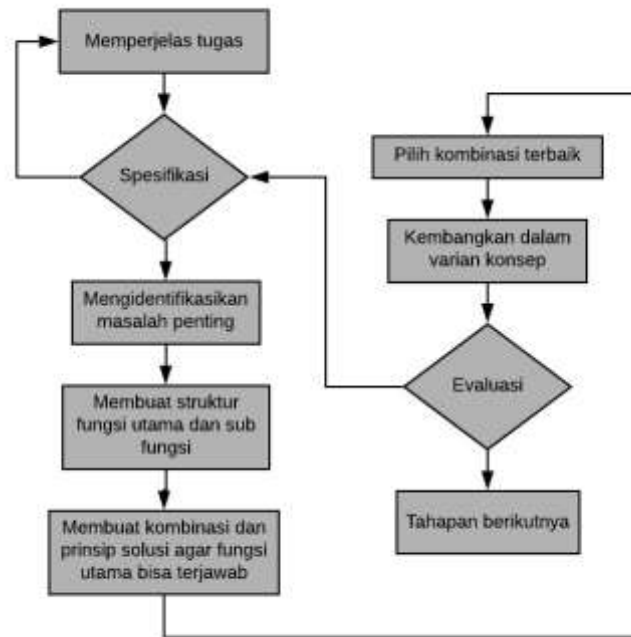 Memperjelas tugas
Spesifikasi
Mengidentifikasikan
masalah penting
Membuat struktur
fungsi utama dan sub
fungsi
Membuat kombinasi dan
prinsip solusi agar fungsi
utama bisa terjawab
Pilih kombinasi terbaik
Kembangkan dalam
varian konsep
Evaluasi
Tahapan berikutnya